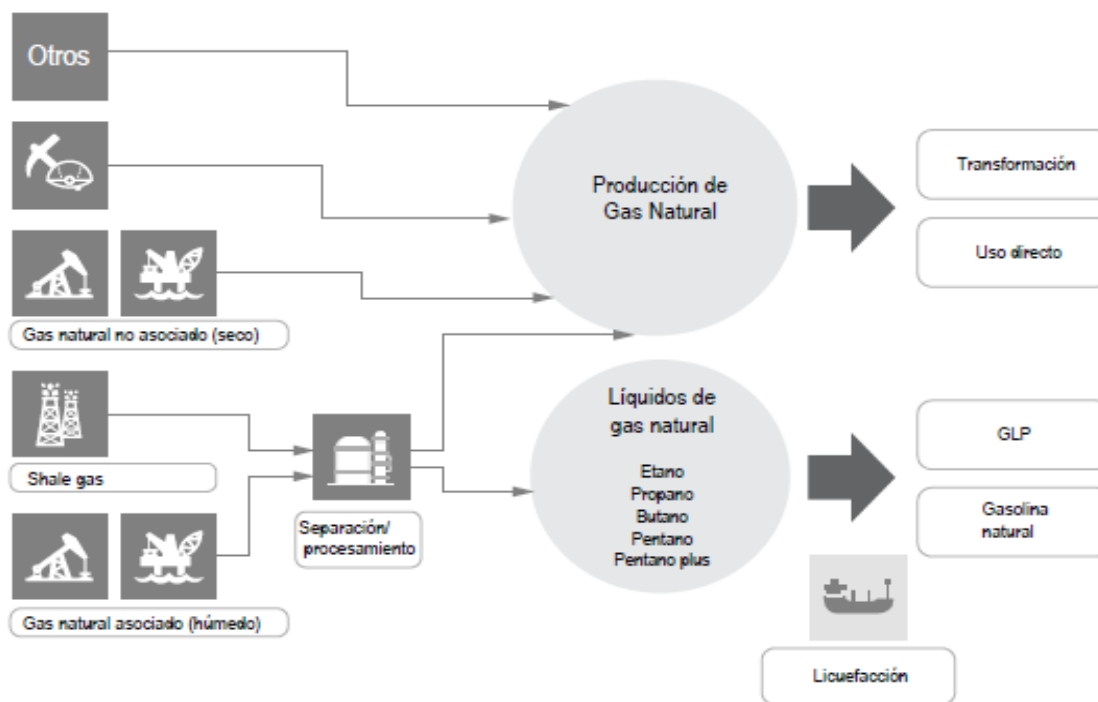 Otros
Producción de
Gas Natural
Transformación
Uso directo
Gas natural no asociado (seco)
Shale gas
Separación/
procesamiento
Gas natural asociado (húmedo)
Líquidos de
gas natural
Etano
Propano
Butano
Pentano
Pentano plus
GLP
Gasolina
natural
Licuefacción